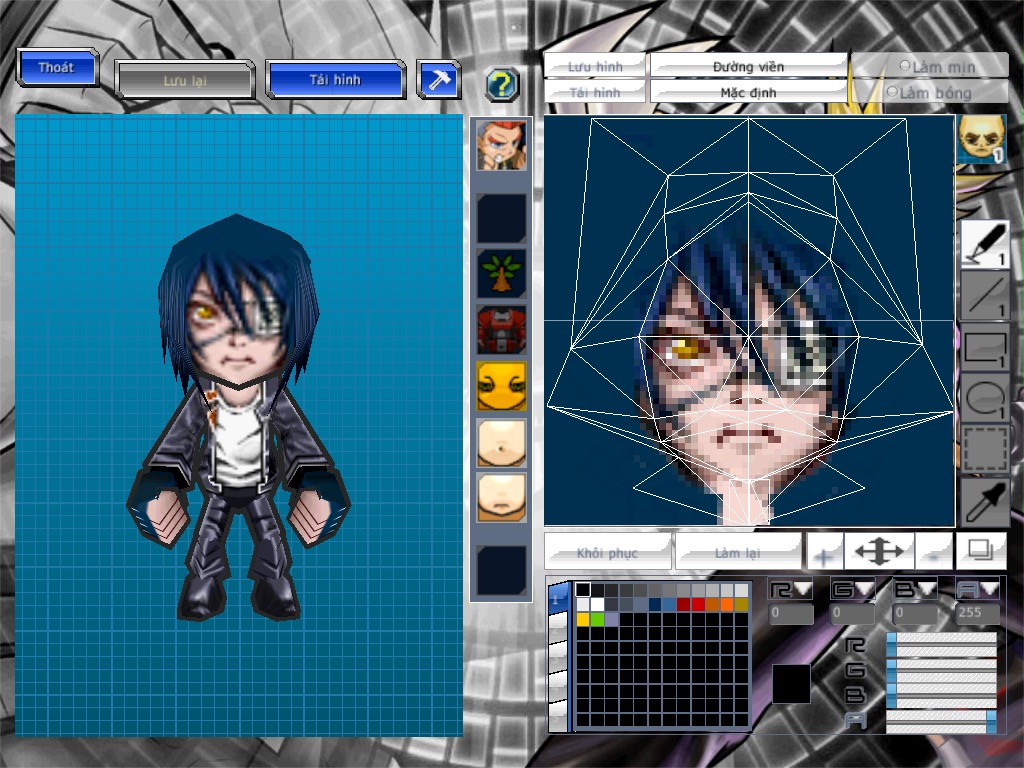 Thoát
Lưu lại
Tải hình
?
Lưu hình
Đường viền
Làm mịn
Tải hình
Mặc định
Làm bóng
1
1
1
1
1
Khôi phục
Làm lại
1
R
G
B
A
0
0
0
255
R
G
B
A